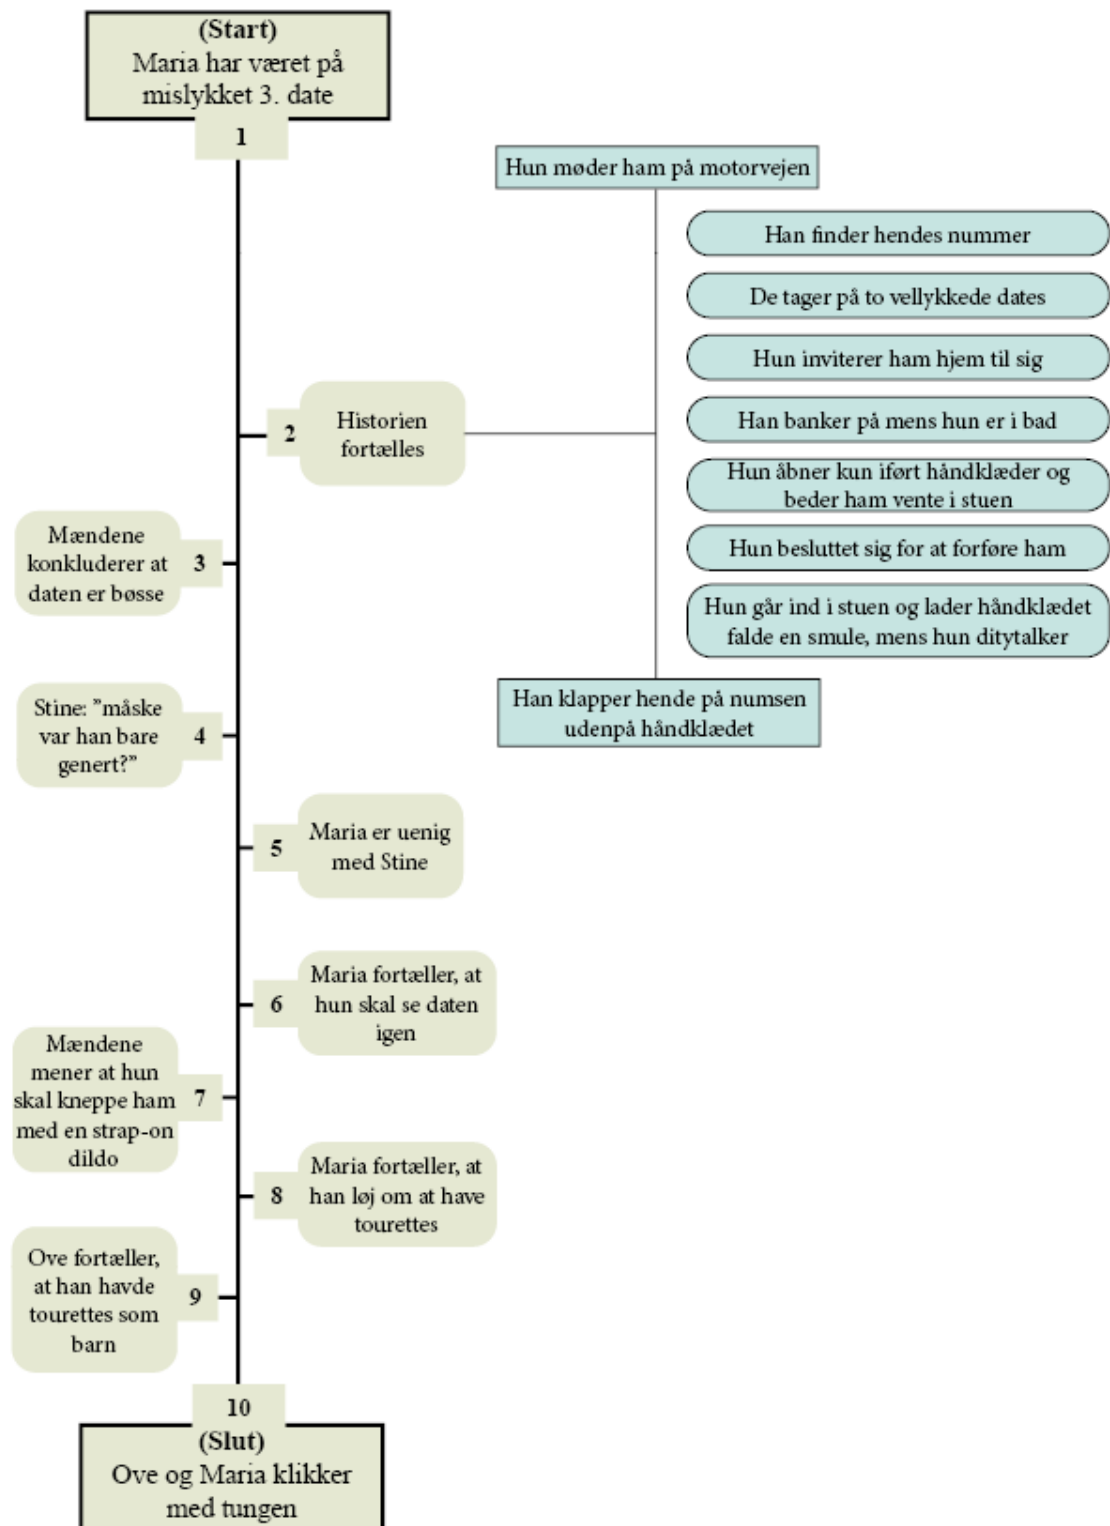 (Start)
Maria har været på
mislykket 3. date
1
Hun møder ham på motorvejen
Han finder hendes nummer
De tager på to vellykkede dates
Hun inviterer ham hjem til sig
Han banker på mens hun er i bad
Hun åbner kun iført håndklæder og
beder ham vente i stuen
Hun besluttet sig for at forføre ham
Hun går ind i stuen og lader håndklædet
falde en smule, mens hun ditytalker
Han klapper hende på numsen
udenpå håndklædet
2
Historien
fortælles
Mændene
konkluderer at
daten er bøsse
3
Stine: ”måske
var han bare
genert?”
4
5
Maria er uenig
med Stine
6
Maria fortæller, at
hun skal se daten
igen
Mændene
mener at hun
skal kneppe ham
med en strap-on
dildo
7
8
Maria fortæller, at
han løj om at have
tourettes
Ove fortæller,
at han havde
tourettes som
barn
9
10
(Slut)
Ove og Maria klikker
med tungen